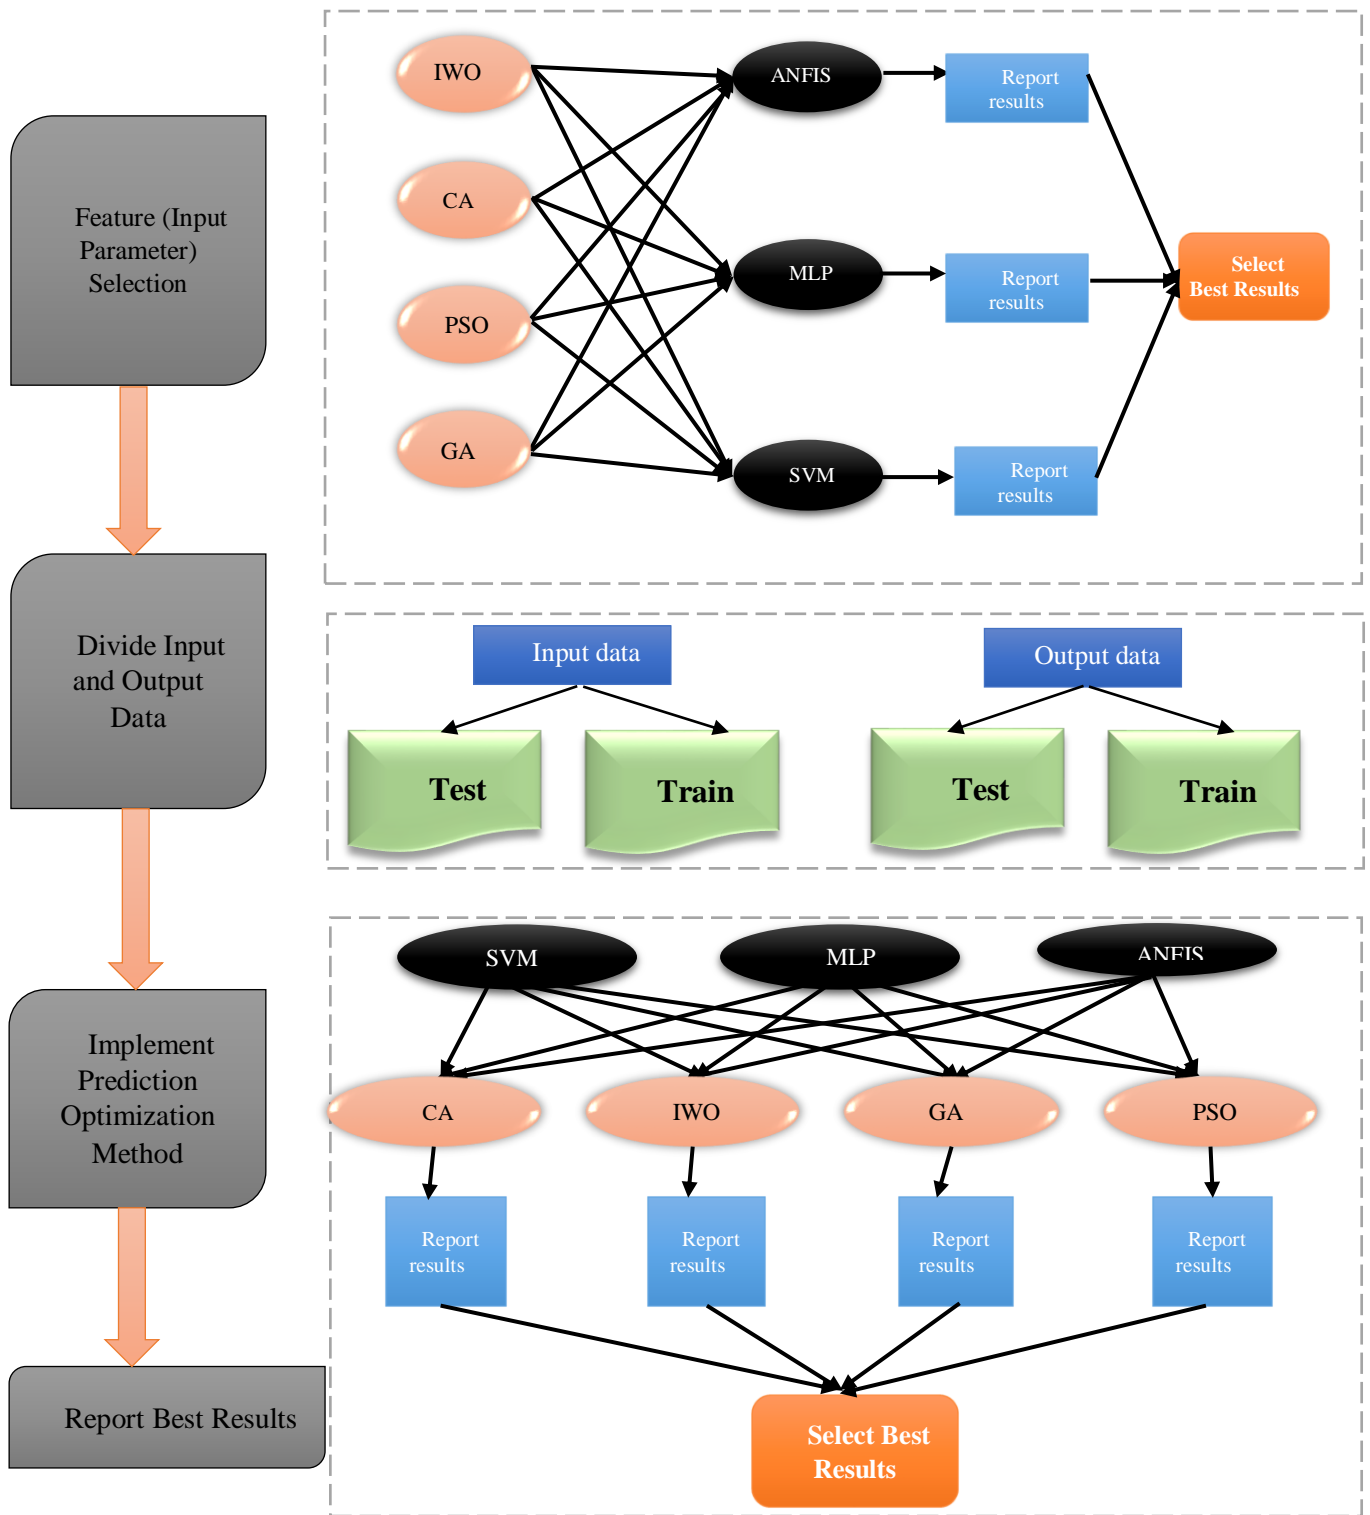 IWO
ANFIS
Report
results
CA
Feature (Input
Parameter)
Selection
MLP
Report
results
Select
Best Results
PSO
GA
SVM
Report
results
Divide Input
and Output
Data
Input data
Output data
Test
Train
Test
Train
SVM
MLP
ANFIS
Implement
Prediction
Optimization
Method
CA
IWO
GA
PSO
Report
results
Report
results
Report
results
Report
results
Report Best Results
Select Best
Results